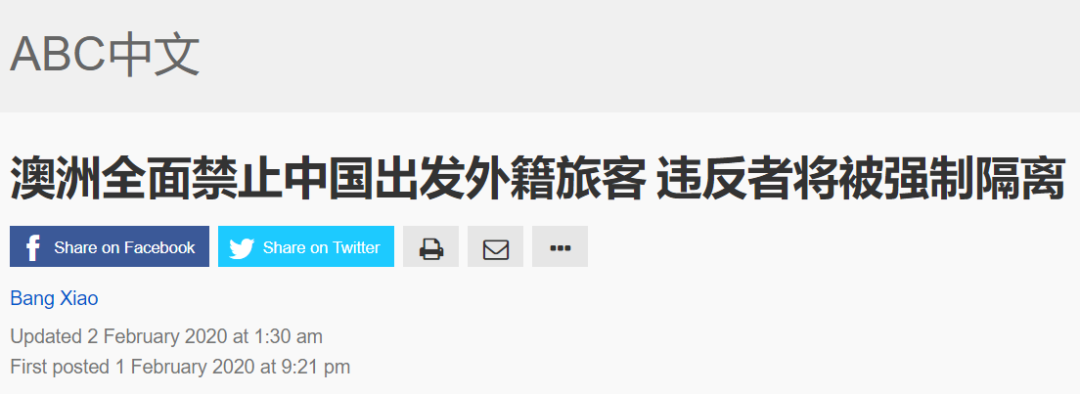 ABC中文
澳洲全面禁止中国出发外籍旅客 违反者将被强制隔离
Share on Facebook Share on Twitter
Bang Xiao
Updated 2 February 2020 at 1:30 am
First posted 1 February 2020 at 9:21 pm